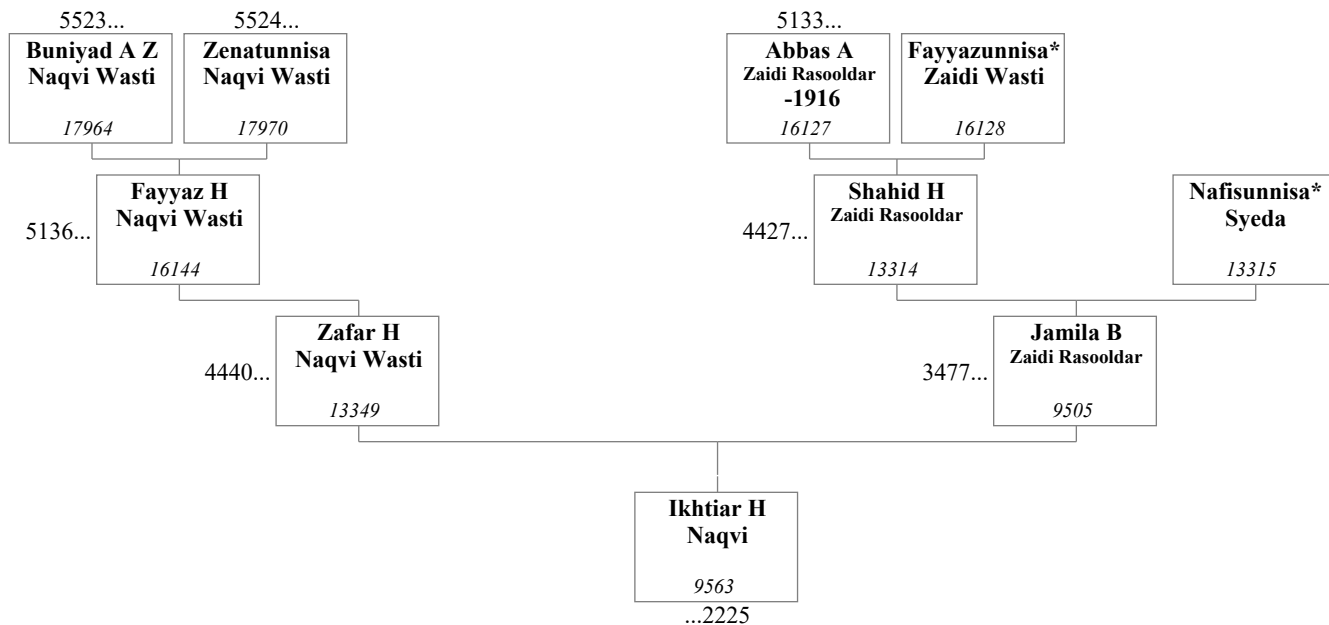 5523...
5524...
5133...
Buniyad A Z
Naqvi Wasti
17964
Zenatunnisa
Naqvi Wasti
17970
Abbas A
Zaidi Rasooldar
-1916
16127
Fayyazunnisa*
Zaidi Wasti
16128
5136...
Fayyaz H
Naqvi Wasti
16144
4427...
Shahid H
Zaidi Rasooldar
13314
Nafisunnisa*
Syeda
13315
4440...
Zafar H
Naqvi Wasti
13349
3477...
Jamila B
Zaidi Rasooldar
9505
Ikhtiar H
Naqvi
9563
...2225